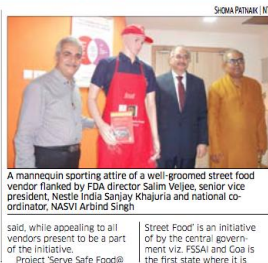 SHOMA PATNAIK | NT
A mannequin sporting attire of a well-groomed street food
vendor flanked by FDA director Salim Veljee, senior vice
president, Nestle India Sanjay Khajuria and national co-
ordinator, NASVI Arbind Singh
said, while appealing to all
vendors present to be a part
of the initiative.
Project 'Serve Safe Food@
Street Food' is an initiative
of by the central govern-
ment viz. FSSAI and Goa is
the first state where it is